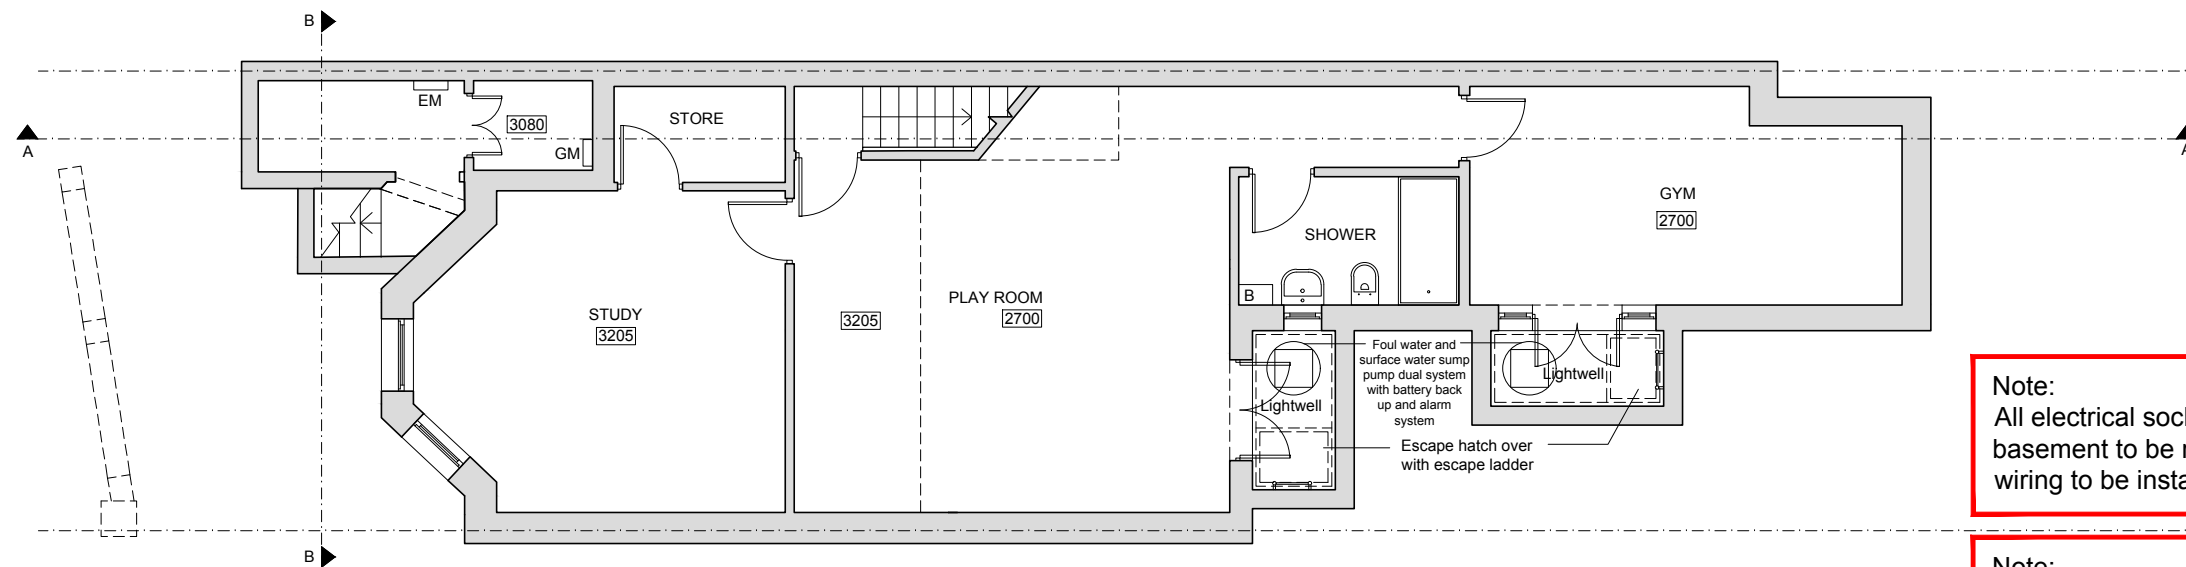 B
A
EM
3080
GM
STORE
STUDY
3205
3205
PLAY ROOM
2700
SHOWER
B
GYM
2700
Foul water and
surface water sump
pump dual system
with battery back
up and alarm
system
Lightwell
Lightwell
Escape hatch over
with escape ladder
B
A
Note:
All electrical soc
basement to be
wiring to be insta
Note: